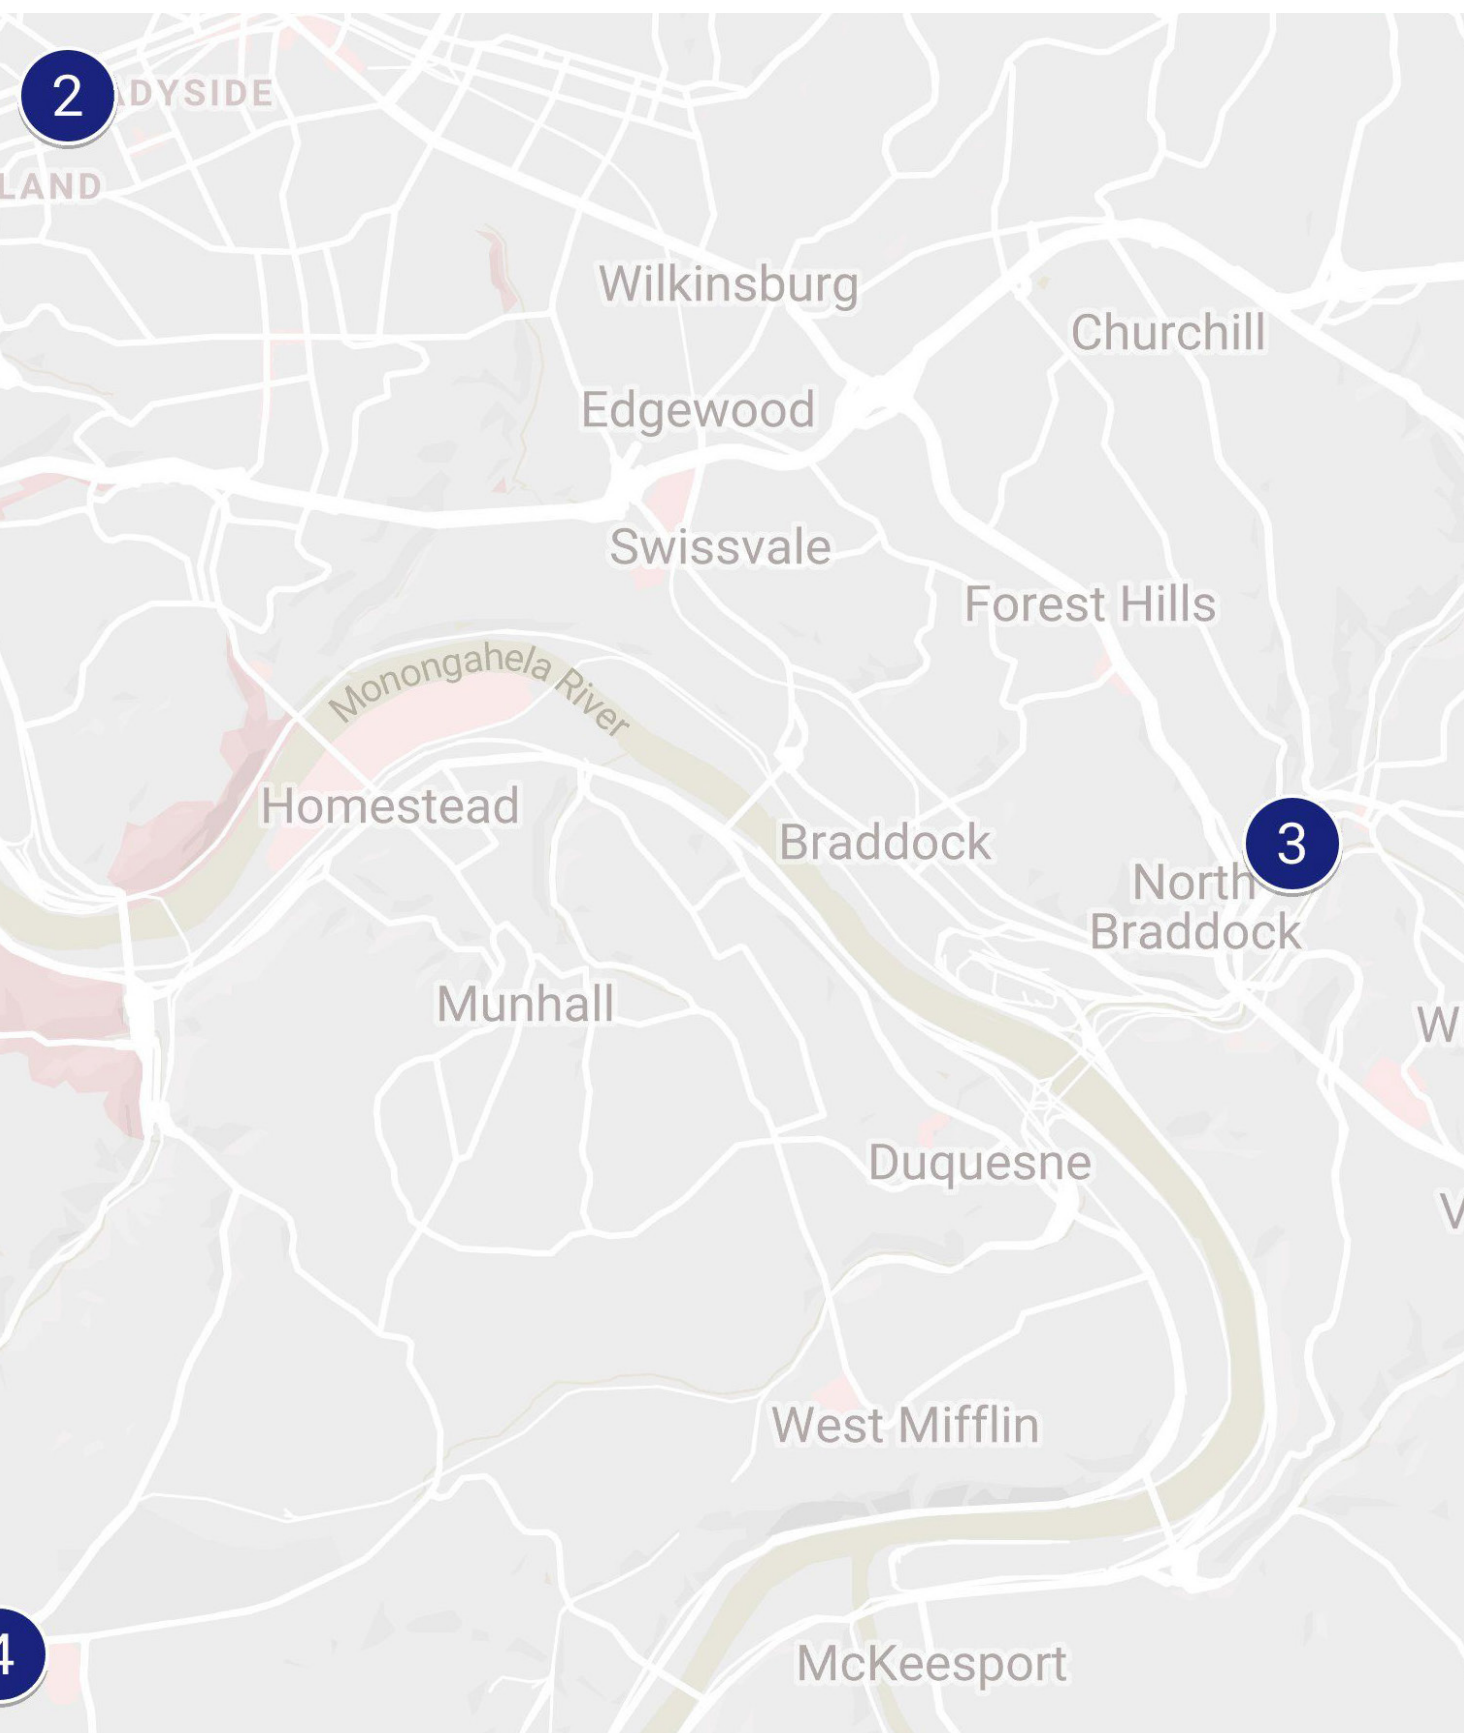 2
ADYSIDE
LAND
Wilkinsburg
Churchill
Edgewood
Swissvale
Forest Hills
Monongahela River
Homestead
Braddock
3
North
Braddock
Munhall
W
Duquesne
V
West Mifflin
4
McKeesport